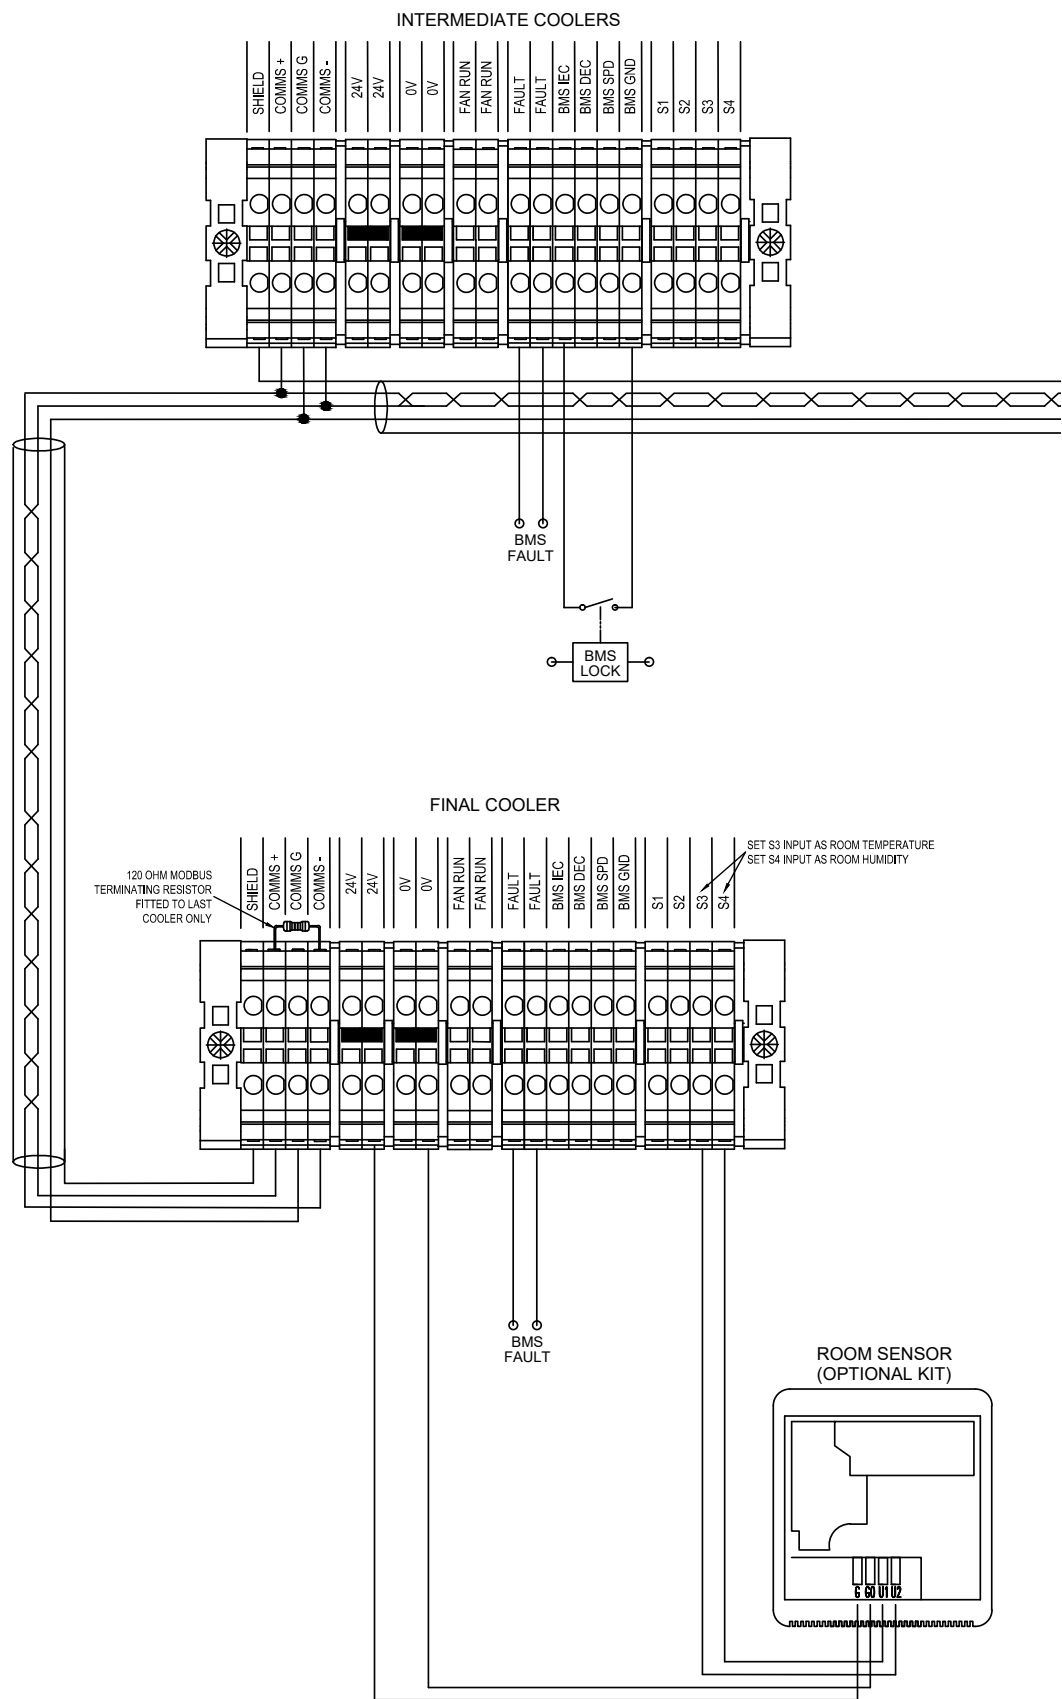 INTERMEDIATE COOLERS
SHIELD
COMMS +
COMMS G
COMMS -
24V
24V
0V
0V
FAN RUN
FAN RUN
FAULT
FAULT
BMS IEC
BMS DEC
BMS SPD
BMS GND
S1
S2
S3
S4
BMS
FAULT
BMS
LOCK
FINAL COOLER
SET S3 INPUT AS ROOM TEMPERATURE
SET S4 INPUT AS ROOM HUMIDITY
120 OHM MODBUS
TERMINATING RESISTOR
FITTED TO LAST
COOLER ONLY
SHIELD
COMMS +
COMMS G
COMMS -
24V
24V
0V
0V
FAN RUN
FAN RUN
FAULT
FAULT
BMS IEC
BMS DEC
BMS SPD
BMS GND
S1
S2
S3
S4
BMS
FAULT
ROOM SENSOR
(OPTIONAL KIT)
G G0 U1 U2